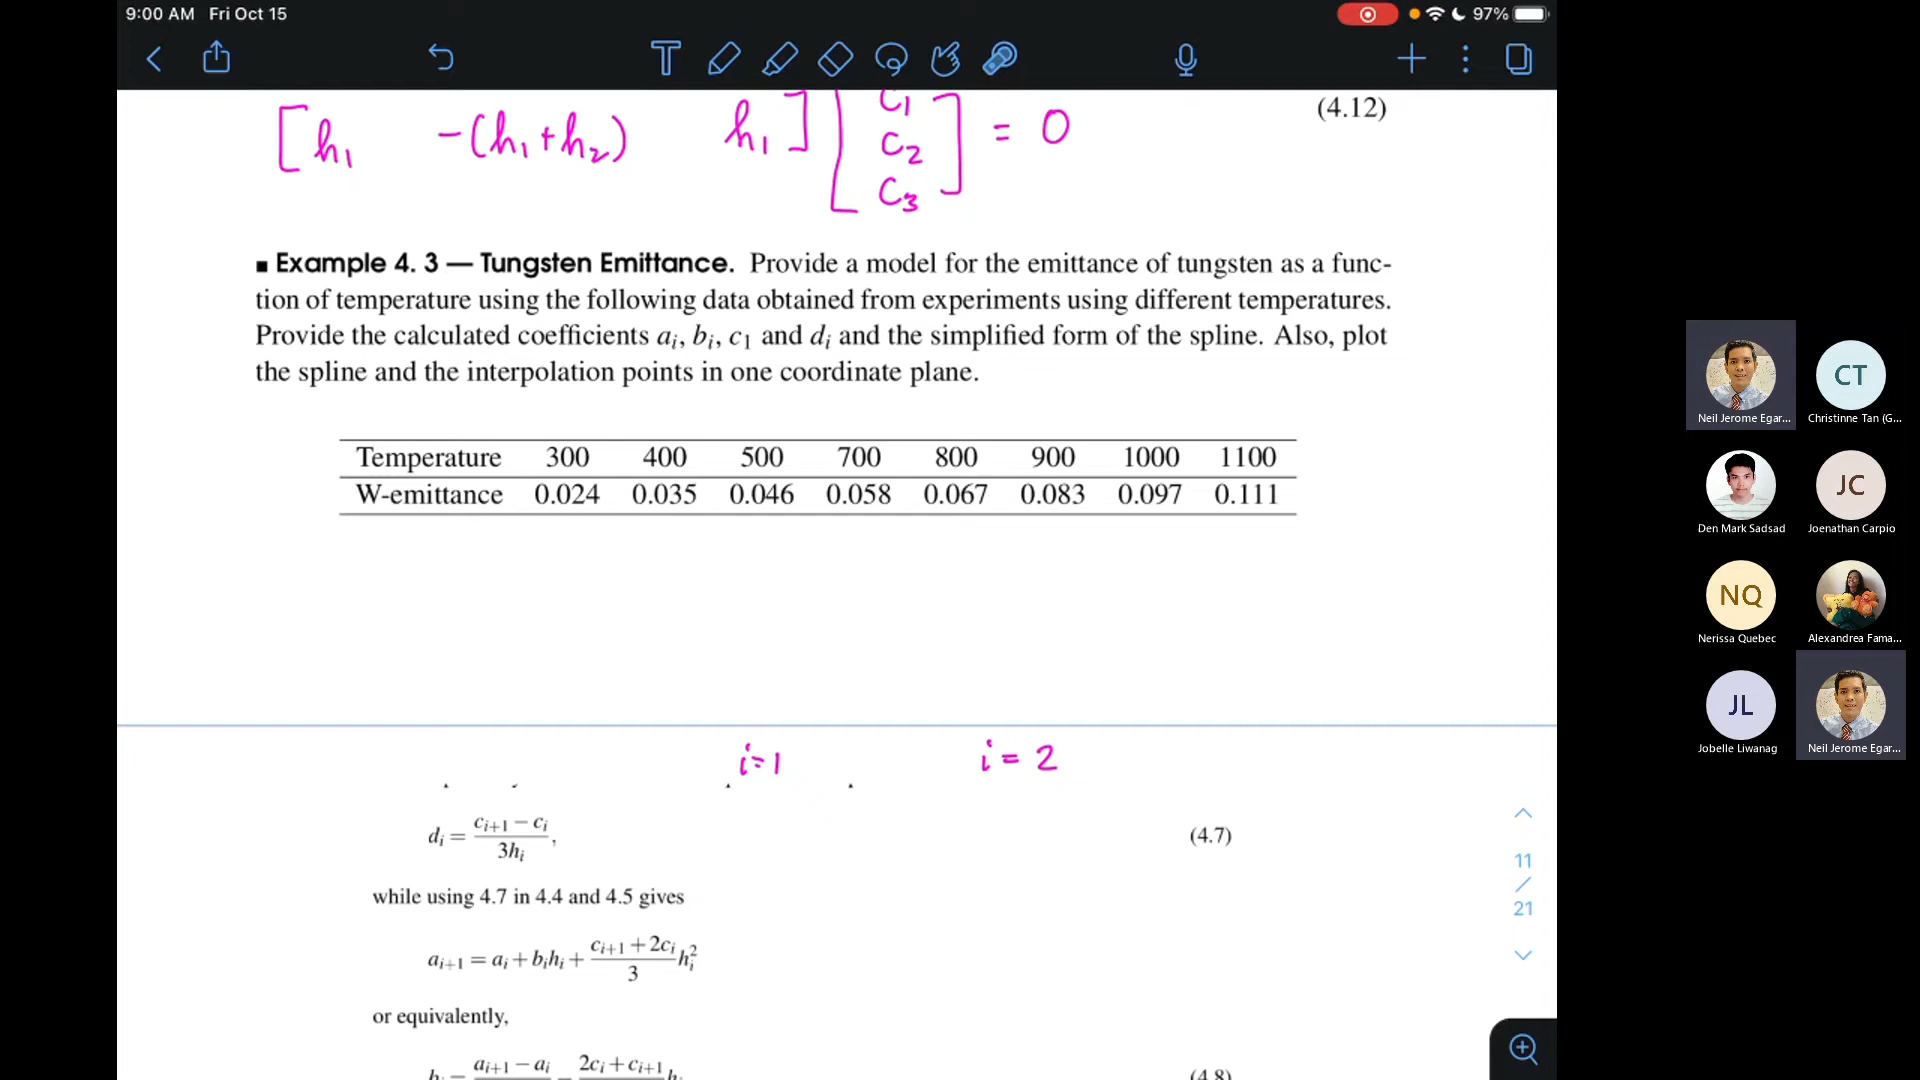 9:00 AM Fri Oct 15
97%
[h₁ -(h₁+h₂) h₁] [c₁ c₂ c₃] = 0
(4.12)
■ Example 4. 3 — Tungsten Emittance. Provide a model for the emittance of tungsten as a func-
tion of temperature using the following data obtained from experiments using different temperatures.
Provide the calculated coefficients aᵢ, bᵢ, c₁ and dᵢ and the simplified form of the spline. Also, plot
the spline and the interpolation points in one coordinate plane.
Temperature 300 400 500 700 800 900 1000 1100
W-emittance 0.024 0.035 0.046 0.058 0.067 0.083 0.097 0.111
i=1 i = 2
dᵢ = (cᵢ₊₁ − cᵢ) / 3hᵢ, (4.7)
while using 4.7 in 4.4 and 4.5 gives
aᵢ₊₁ = aᵢ + bᵢhᵢ + (cᵢ₊₁ + 2cᵢ) / 3 hᵢ²
or equivalently,
aᵢ₊₁ − aᵢ 2cᵢ + cᵢ₊₁ (4.8)
11
/
21
Neil Jerome Egar...
CT
Christinne Tan (G...
Den Mark Sadsad
JC
Joenathan Carpio
NQ
Nerissa Quebec
Alexandrea Fama...
JL
Jobelle Liwanag
Neil Jerome Egar...